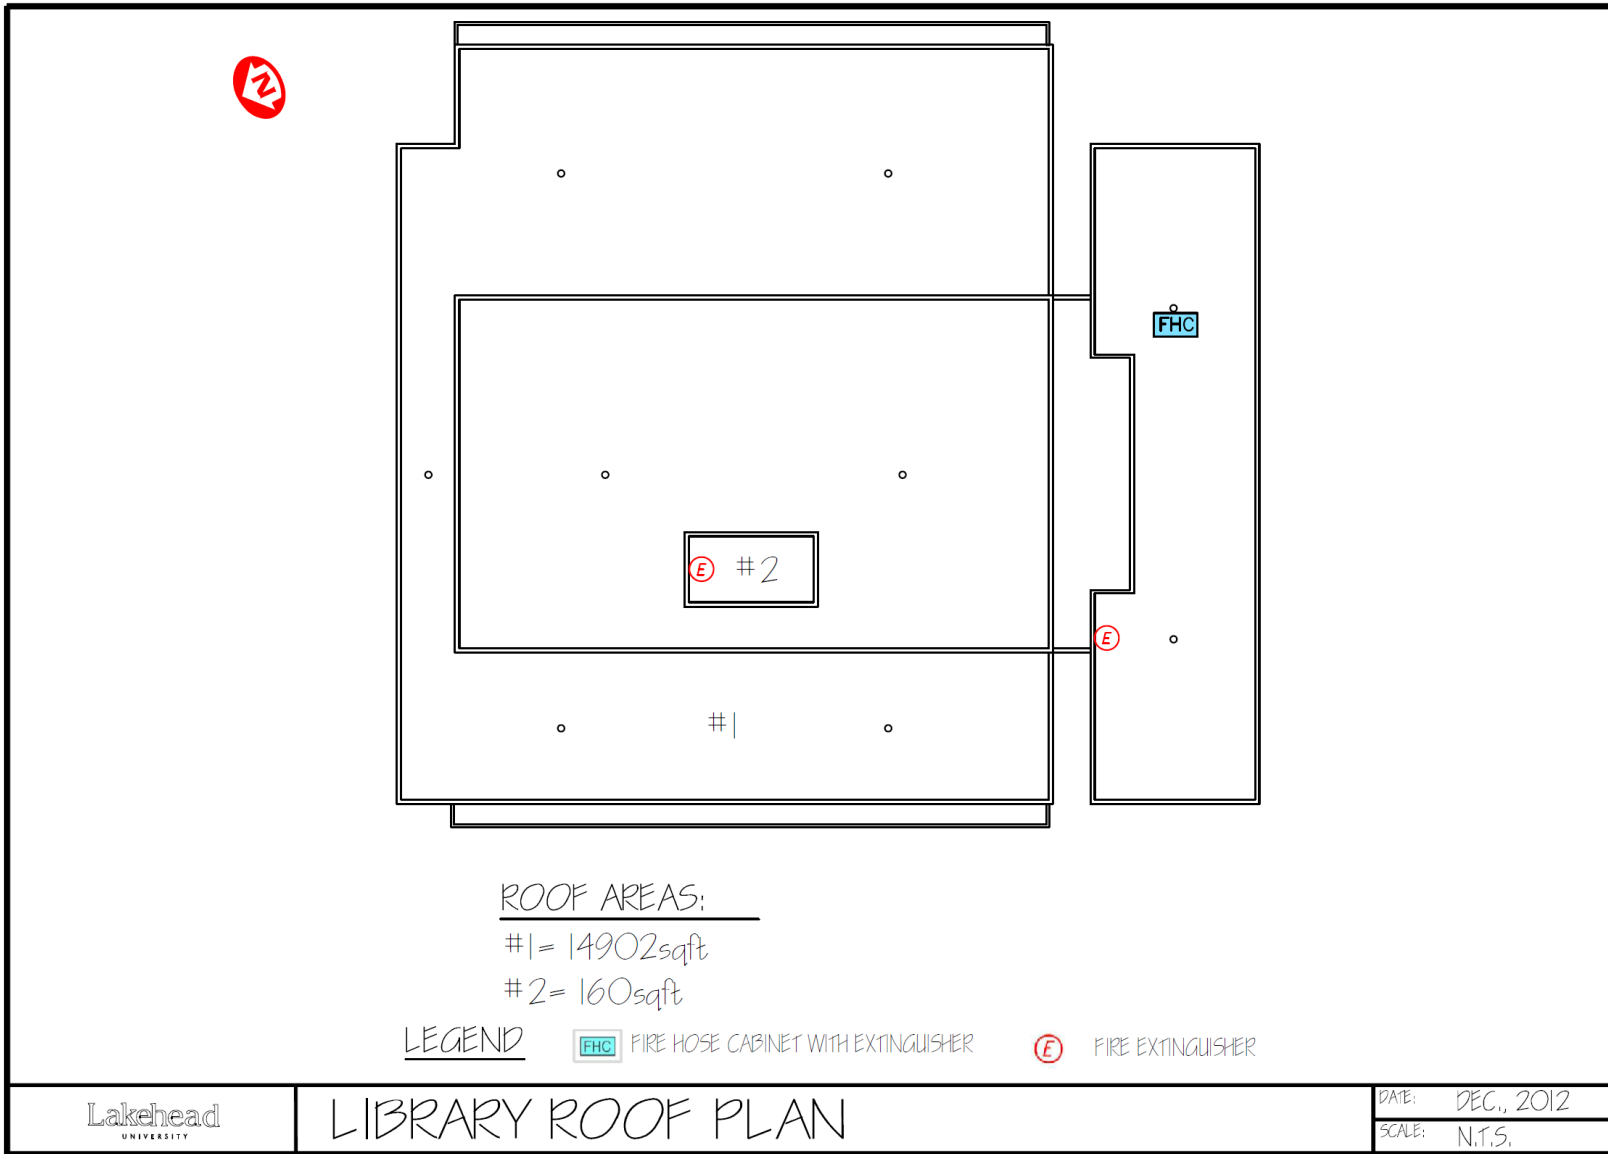 N
FHC
E #2
E
#1
ROOF AREAS:
#1= 14902sqft
#2= 160sqft
LEGEND FHC FIRE HOSE CABINET WITH EXTINGUISHER E FIRE EXTINGUISHER
Lakehead
UNIVERSITY
LIBRARY ROOF PLAN
DATE: DEC., 2012
SCALE: N.T.S.